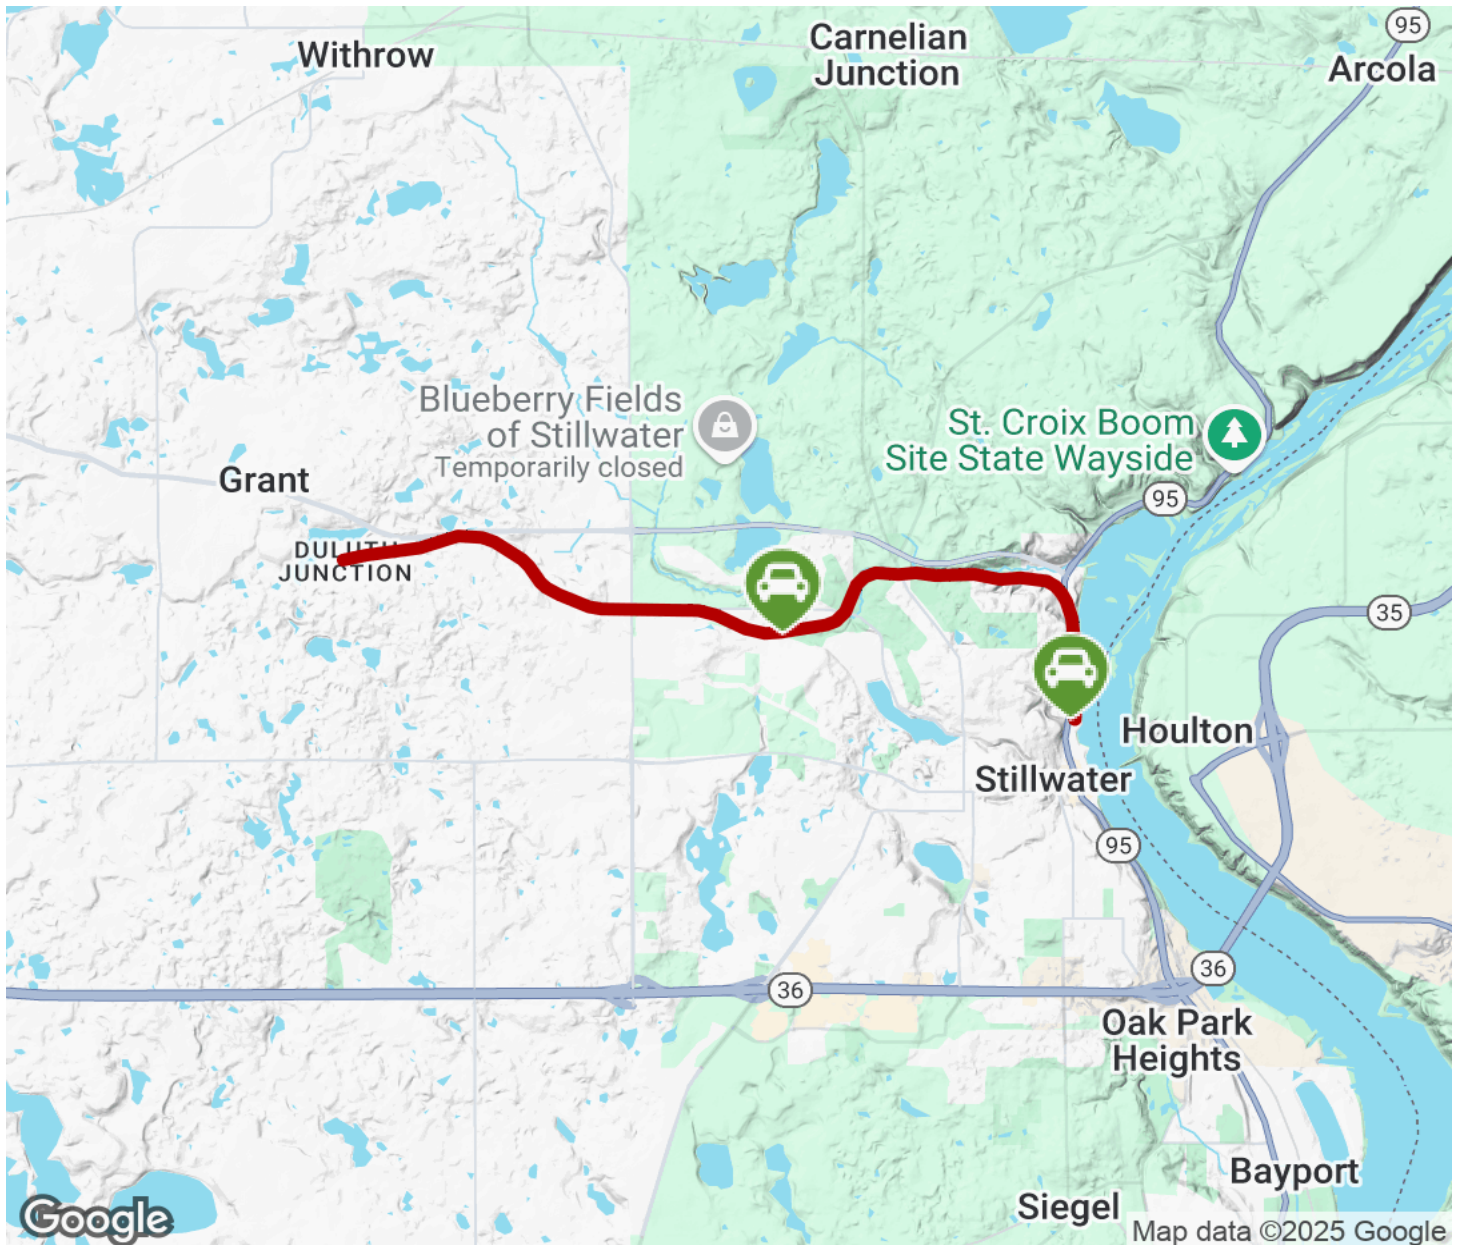 Withrow
Carnelian
Junction
95
Arcola
Blueberry Fields
of Stillwater
Temporarily closed
St. Croix Boom
Site State Wayside
Grant
95
DULUTH
JUNCTION
35
Houlton
Stillwater
95
36
36
Oak Park
Heights
Bayport
Siegel
Google
Map data ©2025 Google